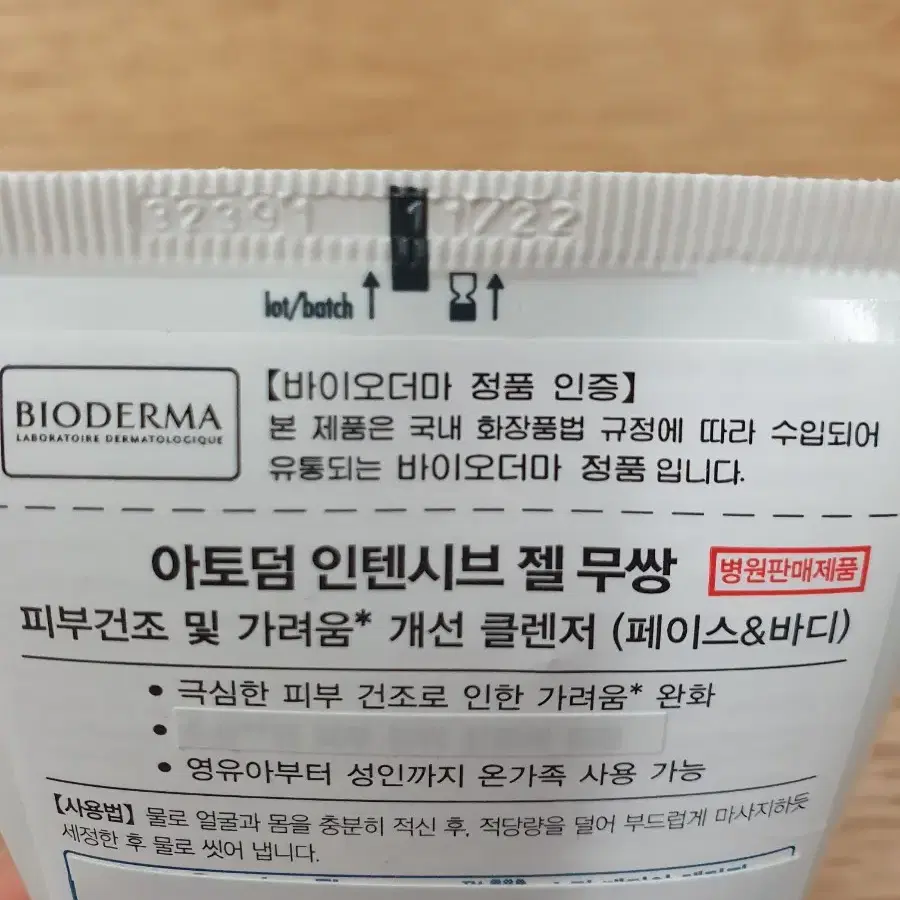 32391 11/22
lot/batch
BIODERMA
LABORATOIRE DERMATOLOGIQUE
【바이오더마 정품 인증】
본 제품은 국내 화장품법 규정에 따라 수입되어
유통되는 바이오더마 정품입니다.
아토덤 인텐시브 젤 무쌍 병원판매제품
피부건조 및 가려움* 개선 클렌저 (페이스&바디)
• 극심한 피부 건조로 인한 가려움* 완화
•
• 영유아부터 성인까지 온가족 사용 가능
【사용법】 물로 얼굴과 몸을 충분히 적신 후, 적당량을 덜어 부드럽게 마사지하듯
세정한 후 물로 씻어 냅니다.